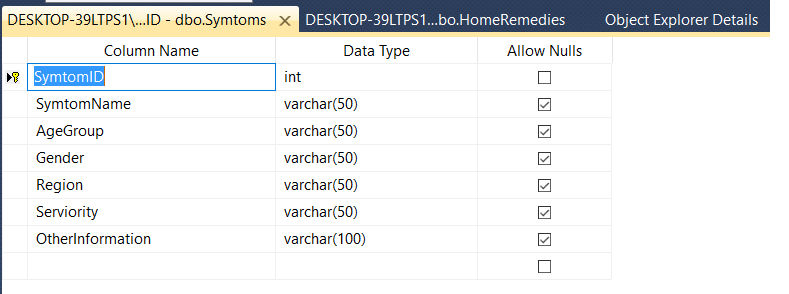 DESKTOP-39LTPS1\...ID - dbo.Symtoms DESKTOP-39LTPS1...bo.HomeRemedies Object Explorer Details
Column Name Data Type Allow Nulls
SymtomID int
SymtomName varchar(50)
AgeGroup varchar(50)
Gender varchar(50)
Region varchar(50)
Serviority varchar(50)
OtherInformation varchar(100)